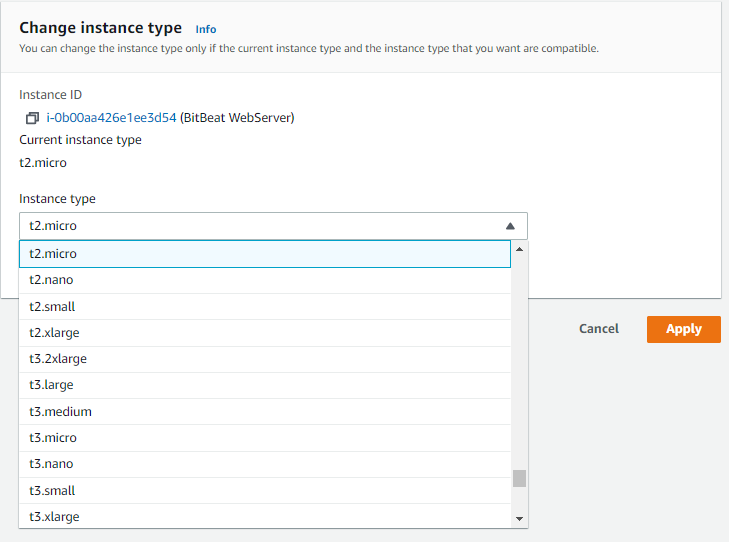 Change instance type Info
You can change the instance type only if the current instance type and the instance type that you want are compatible.
Instance ID
i-0b00aa426e1ee3d54 (BitBeat WebServer)
Current instance type
t2.micro
Instance type
t2.micro
t2.micro
t2.nano
t2.small
t2.xlarge
t3.2xlarge
t3.large
t3.medium
t3.micro
t3.nano
t3.small
t3.xlarge
Cancel Apply